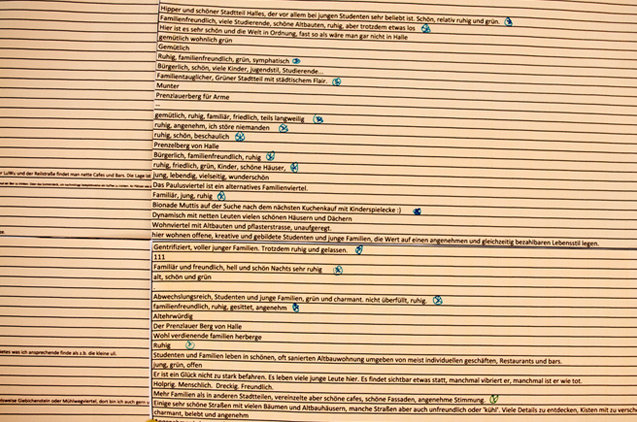 Hipper und schöner Stadtteil Halles, der vor allem bei jungen Studenten sehr beliebt ist. Schön, relativ ruhig und grün.
Familienfreundlich, viele Studierende, schöne Altbauten, ruhig, aber trotzdem etwas los
Hier ist es sehr schön und die Welt in Ordnung, fast so als wäre man gar nicht in Halle
gemütlich wohnlich grün
Gemütlich
Ruhig, familienfreundlich, grün, symphatisch
Bürgerlich, schön, viele Kinder, jugendstil, Studierende...
Familientauglicher, Grüner Stadtteil mit städtischem Flair.
Munter
Prenzlauerberg für Arme
--
gemütlich, ruhig, familiär, friedlich, teils langweilig
ruhig, angenehm, ich störe niemanden
ruhig, schön, beschaulich
Prenzelberg von Halle
Bürgerlich, familienfreundlich, ruhig
ruhig, friedlich, grün, Kinder, schöne Häuser,
r LuWu und der Reilstraße findet man nette Cafes und Bars. Die Lage ist jung, lebendig, vielseitig, wunderschön
Das Paulusviertel ist ein alternatives Familienviertel.
Familiär, jung, ruhig
Bionade Muttis auf der Suche nach dem nächsten Kuchenkauf mit Kinderspielecke :)
Dynamisch mit netten Leuten vielen schönen Häusern und Dächern
Wohnviertel mit Altbauten und pflasterstrasse, unaufgeregt.
hier wohnen offene, kreative und gebildete Studenten und junge Familien, die Wert auf einen angenehmen und gleichzeitig bezahlbaren Lebensstil legen.
Gentrifiziert, voller junger Familien. Trotzdem ruhig und gelassen.
111
Familiär und freundlich, hell und schön Nachts sehr ruhig
alt, schön und grün
.
Abwechslungsreich, Studenten und junge Familien, grün und charmant. nicht überfüllt, ruhig.
familienfreundlich, ruhig, gesittet, angenehm
Altehrwürdig
Der Prenzlauer Berg von Halle
Wohl verdienende familien herberge
Ruhig
etwas was ich ansprechende finde als z.b. die kleine ull. Studenten und Familien leben in schönen, oft sanierten Altbauwohnung umgeben von meist individuellen geschäften, Restaurants und bars.
jung, grün, offen
Er ist ein Glück nicht zu stark befahren. Es leben viele junge Leute hier. Es findet sichtbar etwas statt, manchmal vibriert er, manchmal ist er wie tot.
Holprig. Menschlich. Dreckig. Freundlich.
Mehr Familien als in anderen Stadtteilen, vereinzelte aber schöne cafes, schöne Fassaden, angenehme Stimmung.
weise Giebichenstein oder Mühlwegviertel, dort bin ich auch gern u Einige sehr schöne Straßen mit vielen Bäumen und Altbauhäusern, manche Straßen aber auch unfreundlich oder 'kühl'. Viele Details zu entdecken, Kisten mit zu versch
charmant, belebt und angenehm